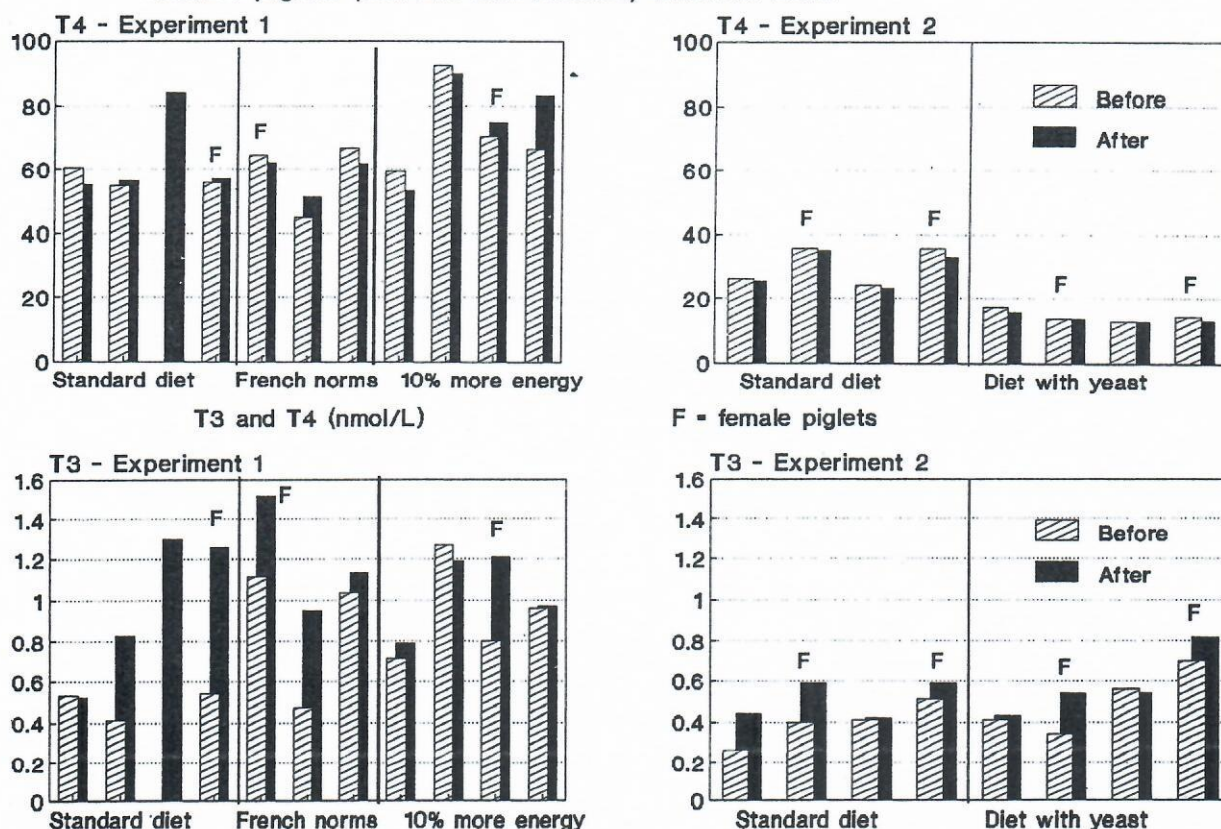 T4 - Experiment 1
100
80
60
40
20
0
F
F
F
Standard diet French norms 10% more energy
T4 - Experiment 2
100
80
60
40
20
0
Before
After
F
F
F
F
Standard diet Diet with yeast
T3 and T4 (nmol/L)
F = female piglets
T3 - Experiment 1
1.6
1.4
1.2
1
0.8
0.6
0.4
0.2
0
F
F
F
Standard diet French norms 10% more energy
T3 - Experiment 2
1.6
1.4
1.2
1
0.8
0.6
0.4
0.2
0
Before
After
F
F
F
F
Standard diet Diet with yeast